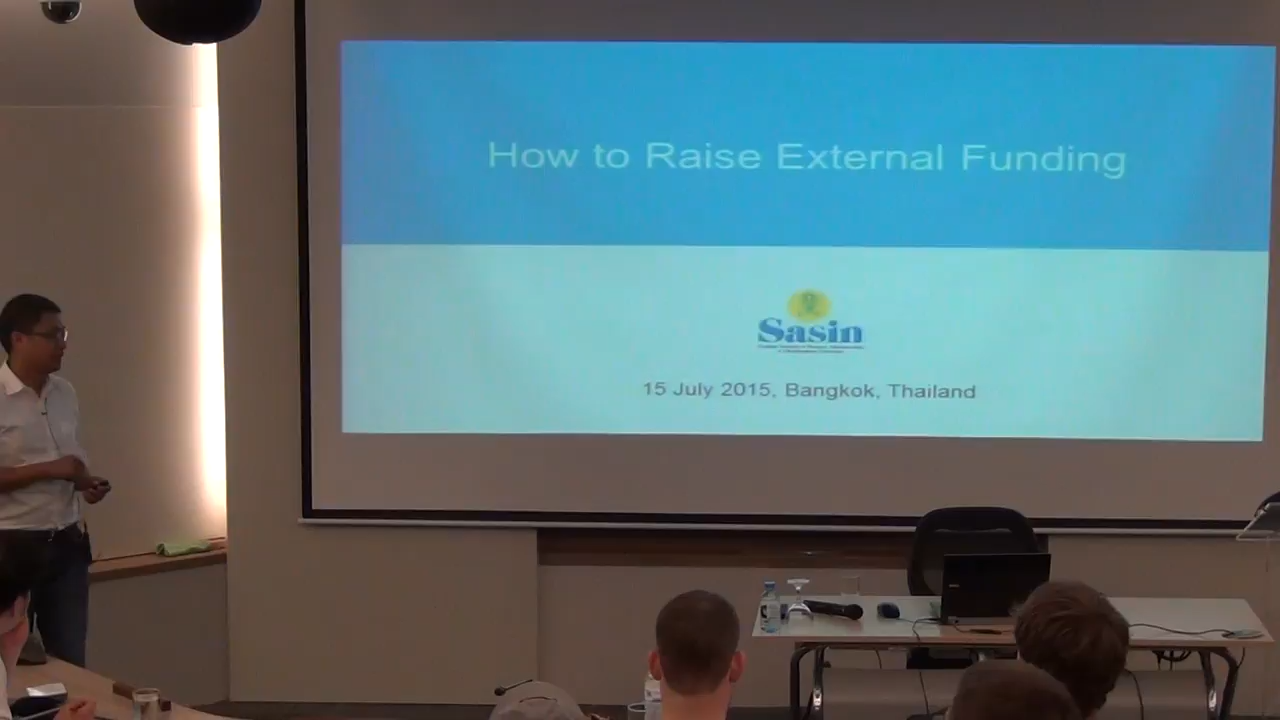 How to Raise External Funding
Sasin
15 July 2015, Bangkok, Thailand